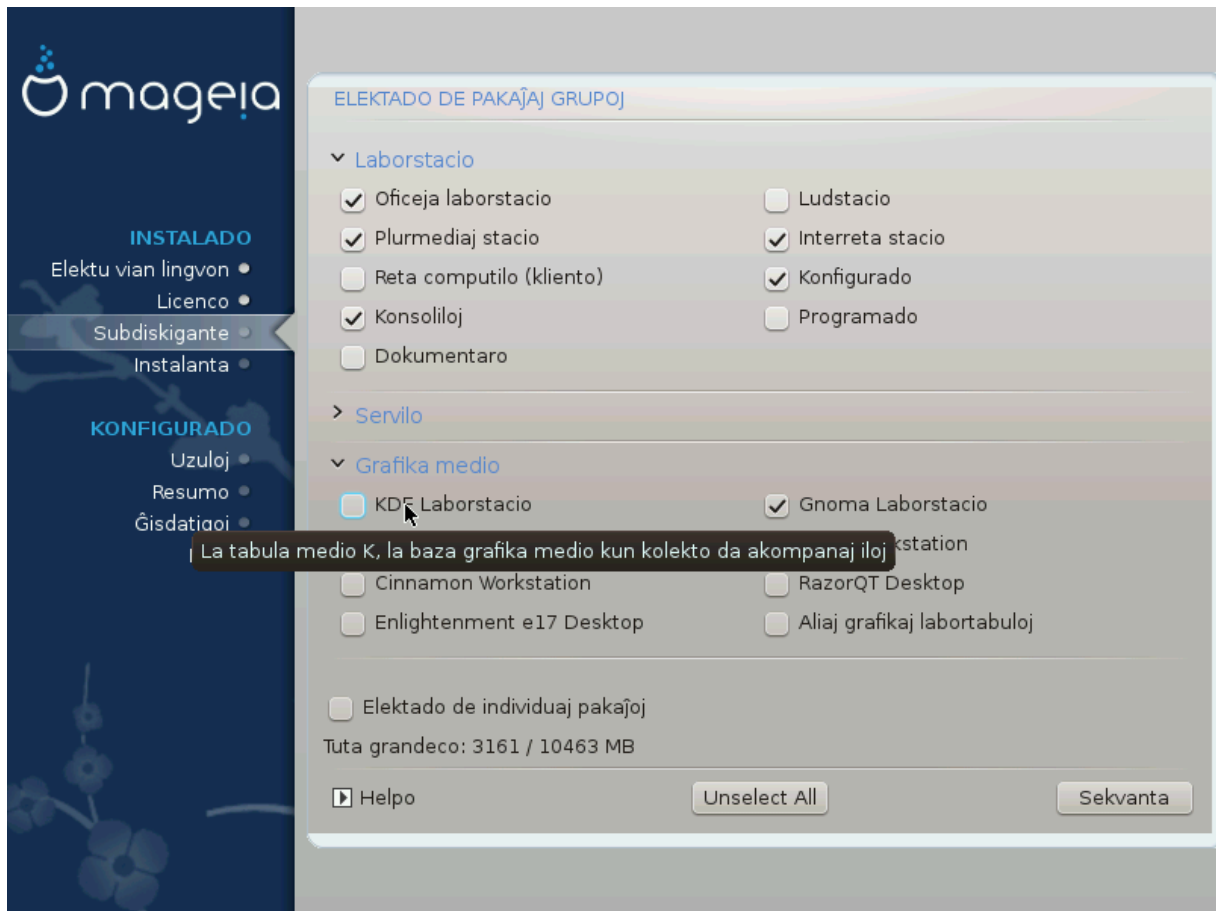 mageia
INSTALADO
Elektu vian lingvon
Licenco
Subdiskigante
Instalanta
KONFIGURADO
Uzuloj
Resumo
Ĝisdatigoj
ELEKTADO DE PAKAĴAJ GRUPOJ
Laborstacio
Oficeja laborstacio
Ludstacio
Plurmediaj stacio
Interreta stacio
Reta computilo (kliento)
Konfigurado
Konsoliloj
Programado
Dokumentaro
Servilo
Grafika medio
KDE Laborstacio
Gnoma Laborstacio
La tabula medio K, la baza grafika medio kun kolekto da akompanaj iloj
Cinnamon Workstation
RazorQT Desktop
Enlightenment e17 Desktop
Aliaj grafikaj labortabuloj
Elektado de individuaj pakaĵoj
Tuta grandeco: 3161 / 10463 MB
Helpo
Unselect All
Sekvanta